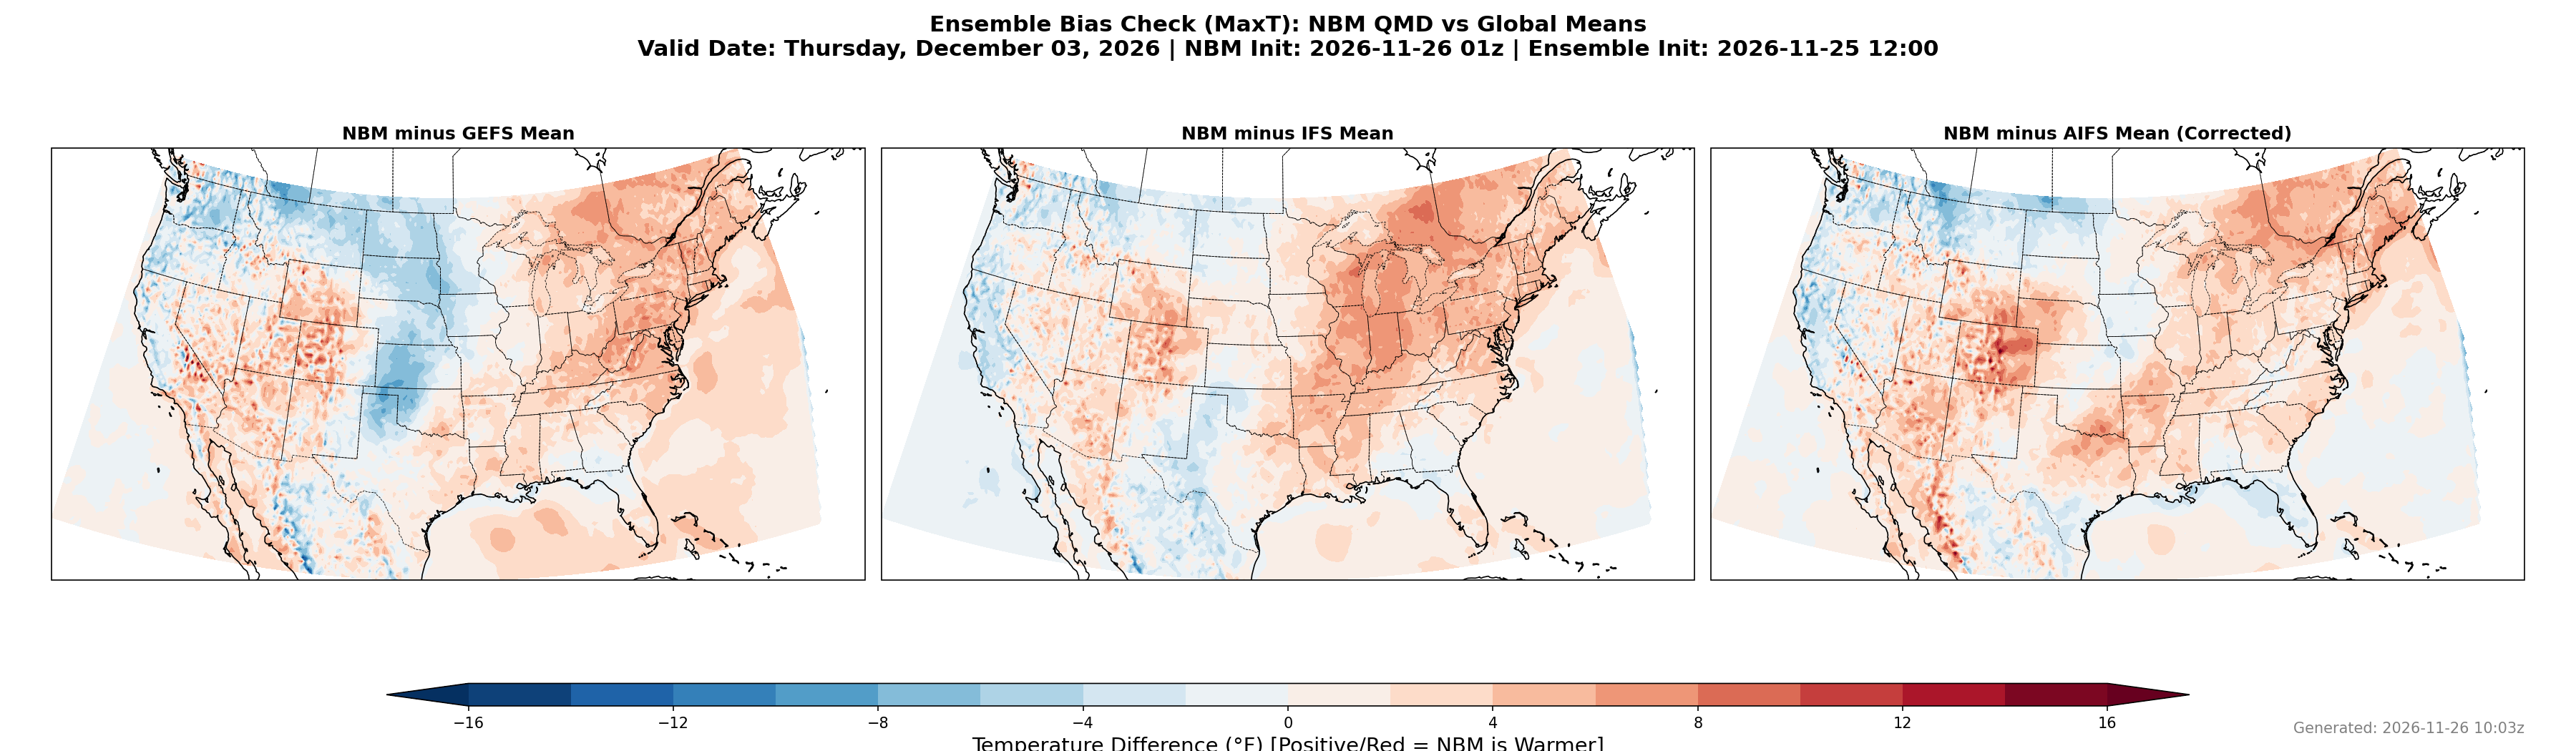 Ensemble Bias Check (MaxT): NBM QMD vs Global Means
Valid Date: Thursday, December 03, 2026 | NBM Init: 2026-11-26 01z | Ensemble Init: 2026-11-25 12:00
NBM minus GEFS Mean
NBM minus IFS Mean
NBM minus AIFS Mean (Corrected)
−16 −12 −8 −4 0 4 8 12 16
Temperature Difference (°F) [Positive/Red = NBM is Warmer]
Generated: 2026-11-26 10:03z